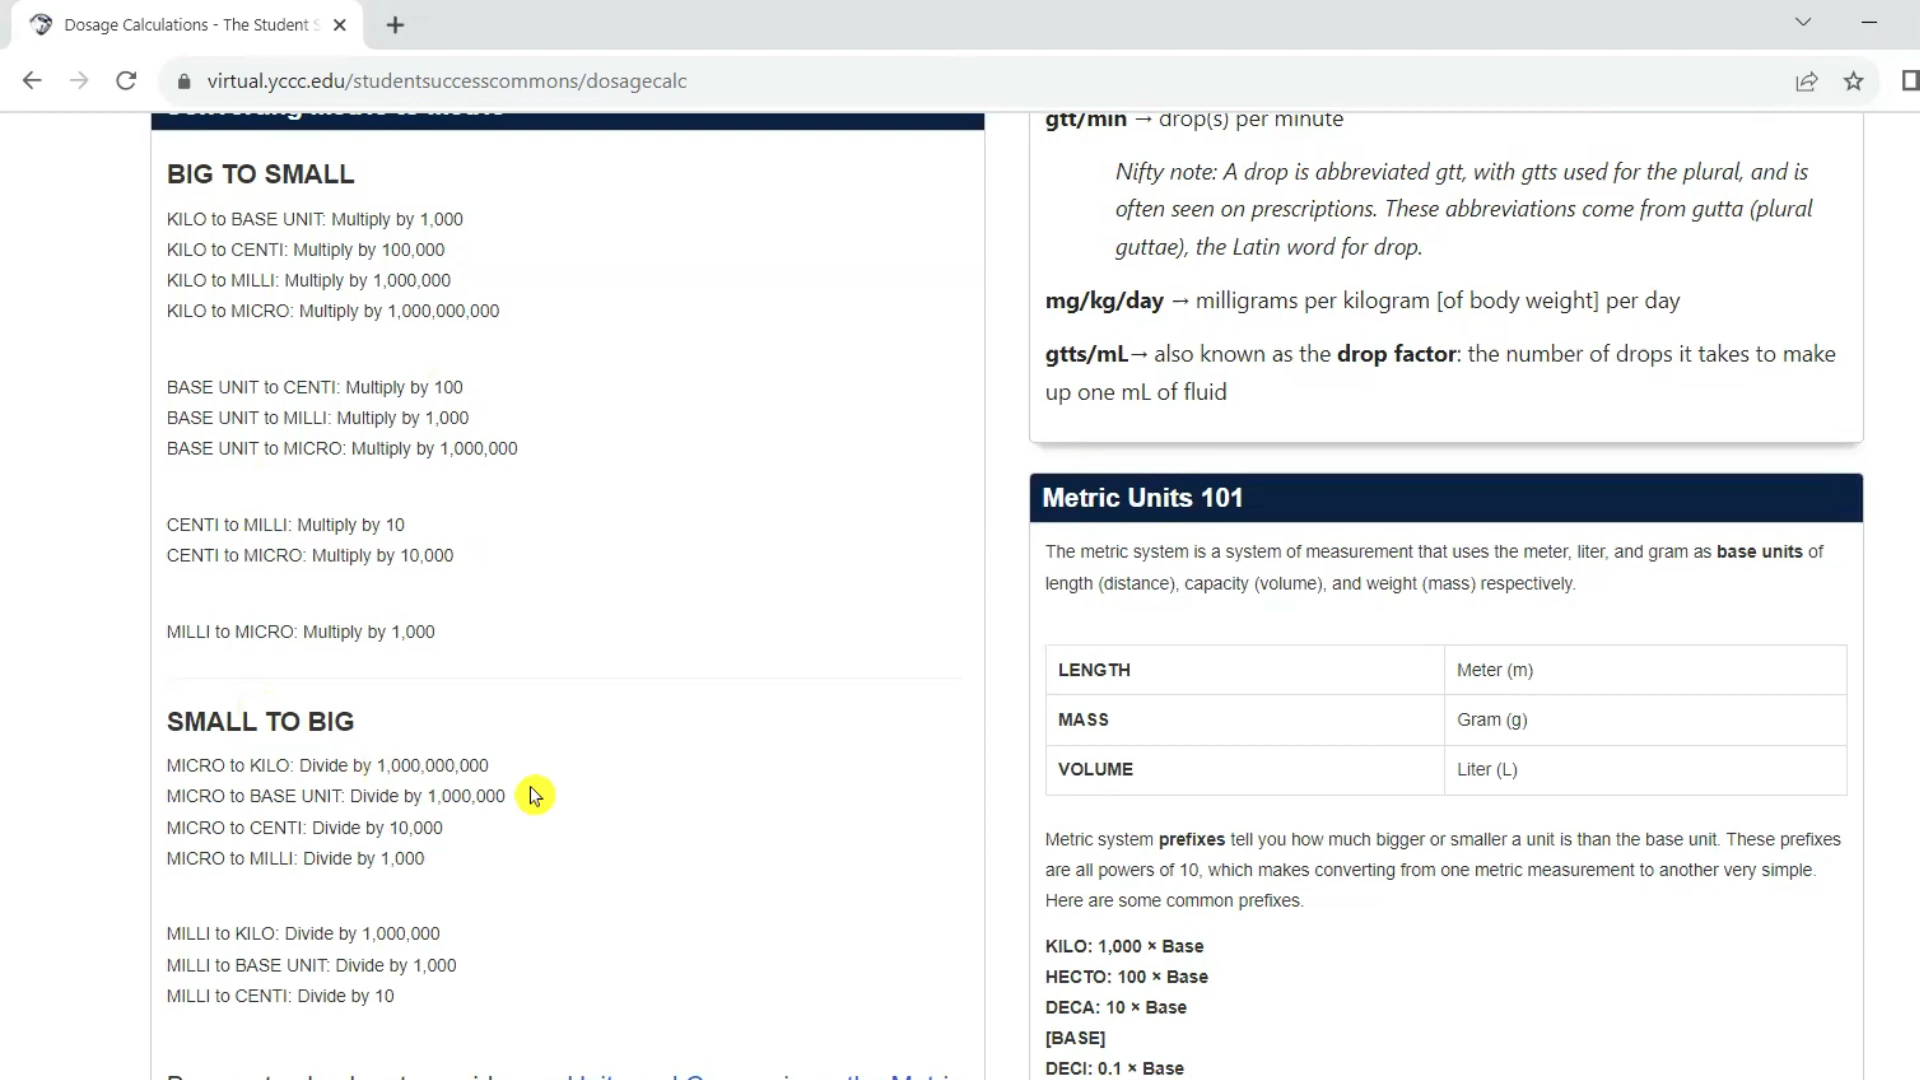 Dosage Calculations - The Student S
virtual.yccc.edu/studentsuccesscommons/dosagecalc
BIG TO SMALL
KILO to BASE UNIT: Multiply by 1,000
KILO to CENTI: Multiply by 100,000
KILO to MILLI: Multiply by 1,000,000
KILO to MICRO: Multiply by 1,000,000,000
BASE UNIT to CENTI: Multiply by 100
BASE UNIT to MILLI: Multiply by 1,000
BASE UNIT to MICRO: Multiply by 1,000,000
CENTI to MILLI: Multiply by 10
CENTI to MICRO: Multiply by 10,000
MILLI to MICRO: Multiply by 1,000
SMALL TO BIG
MICRO to KILO: Divide by 1,000,000,000
MICRO to BASE UNIT: Divide by 1,000,000
MICRO to CENTI: Divide by 10,000
MICRO to MILLI: Divide by 1,000
MILLI to KILO: Divide by 1,000,000
MILLI to BASE UNIT: Divide by 1,000
MILLI to CENTI: Divide by 10
gtt/min → drop(s) per minute
Nifty note: A drop is abbreviated gtt, with gtts used for the plural, and is
often seen on prescriptions. These abbreviations come from gutta (plural
guttae), the Latin word for drop.
mg/kg/day → milligrams per kilogram [of body weight] per day
gtts/mL→ also known as the drop factor: the number of drops it takes to make
up one mL of fluid
Metric Units 101
The metric system is a system of measurement that uses the meter, liter, and gram as base units of
length (distance), capacity (volume), and weight (mass) respectively.
LENGTH Meter (m)
MASS Gram (g)
VOLUME Liter (L)
Metric system prefixes tell you how much bigger or smaller a unit is than the base unit. These prefixes
are all powers of 10, which makes converting from one metric measurement to another very simple.
Here are some common prefixes.
KILO: 1,000 × Base
HECTO: 100 × Base
DECA: 10 × Base
[BASE]
DECI: 0.1 × Base